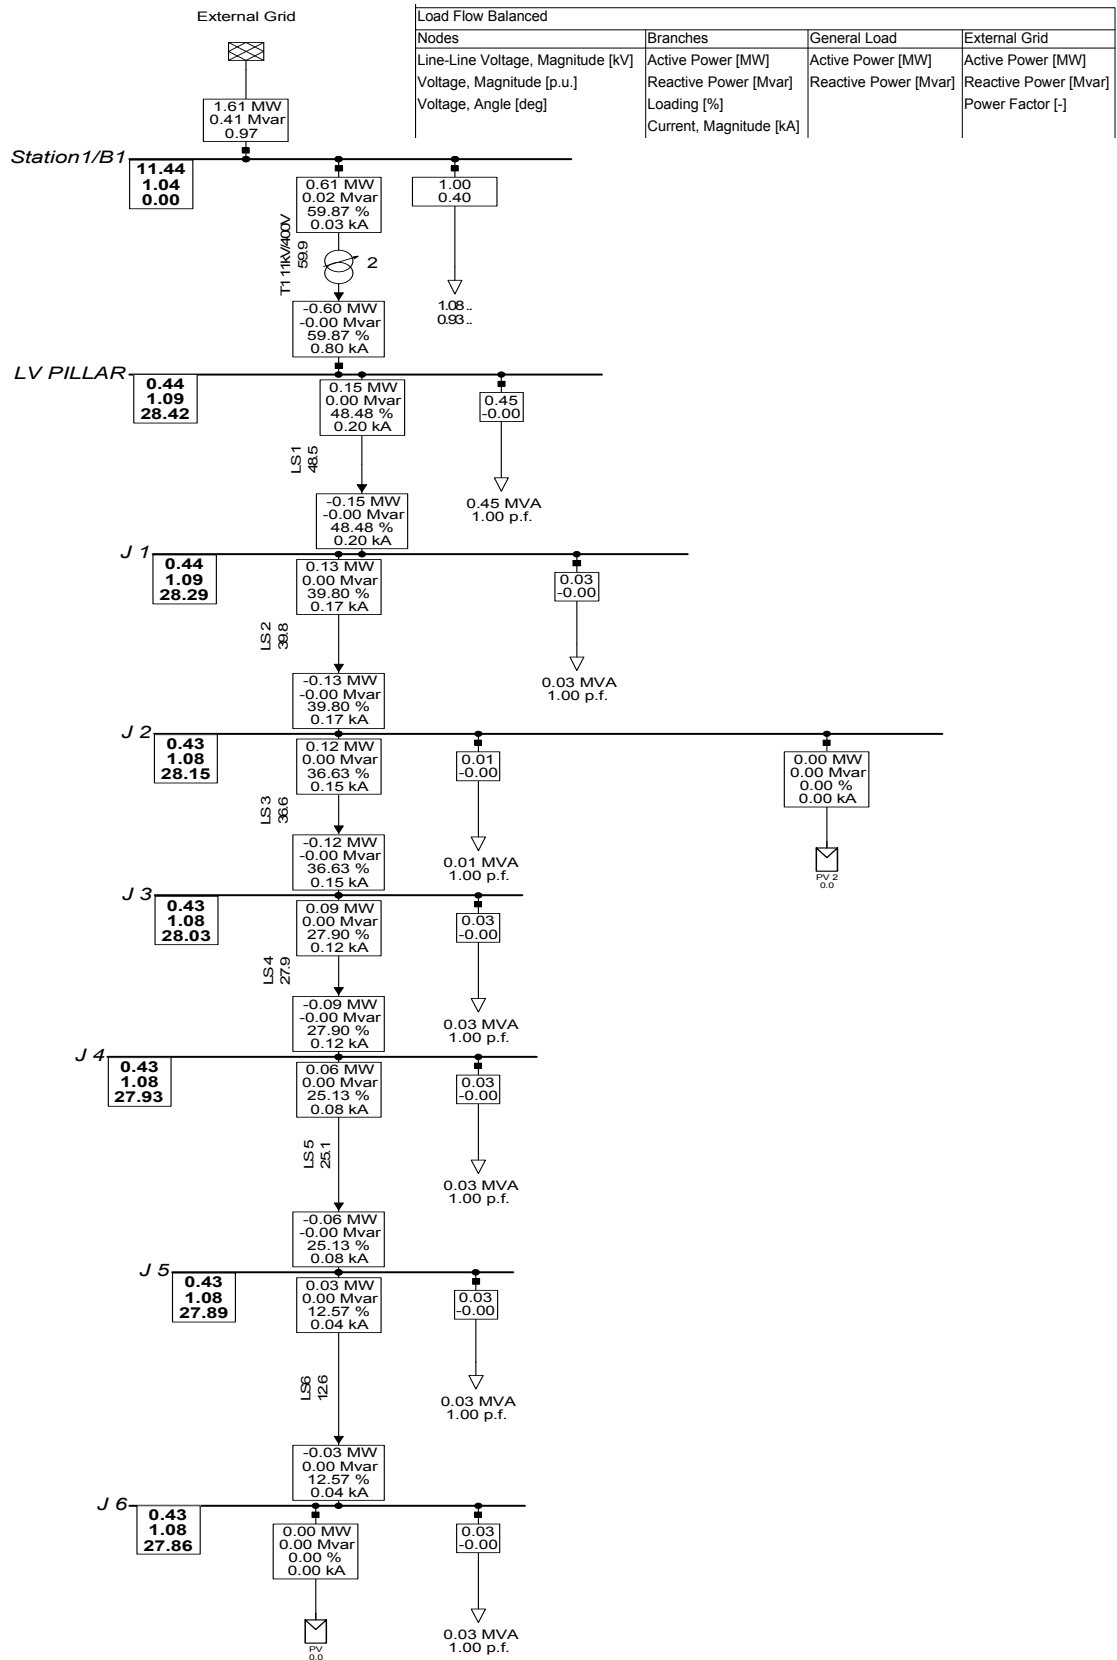 External Grid
Load Flow Balanced
Nodes Branches General Load External Grid
Line-Line Voltage, Magnitude [kV] Active Power [MW] Active Power [MW] Active Power [MW]
Voltage, Magnitude [p.u.] Reactive Power [Mvar] Reactive Power [Mvar] Reactive Power [Mvar]
Voltage, Angle [deg] Loading [%] Power Factor [-]
Current, Magnitude [kA]
1.61 MW
0.41 Mvar
0.97
Station1/B1
11.44
1.04
0.00
0.61 MW
0.02 Mvar
59.87 %
0.03 kA
1.00
0.40
T1 11kV/400V
59.9
2
1.08..
0.93..
-0.60 MW
-0.00 Mvar
59.87 %
0.80 kA
LV PILLAR
0.44
1.09
28.42
0.15 MW
0.00 Mvar
48.48 %
0.20 kA
0.45
-0.00
LS 1
48.5
0.45 MVA
1.00 p.f.
-0.15 MW
-0.00 Mvar
48.48 %
0.20 kA
J 1
0.44
1.09
28.29
0.13 MW
0.00 Mvar
39.80 %
0.17 kA
0.03
-0.00
LS 2
39.8
0.03 MVA
1.00 p.f.
-0.13 MW
-0.00 Mvar
39.80 %
0.17 kA
J 2
0.43
1.08
28.15
0.12 MW
0.00 Mvar
36.63 %
0.15 kA
0.01
-0.00
0.00 MW
0.00 Mvar
0.00 %
0.00 kA
LS 3
36.6
0.01 MVA
1.00 p.f.
PV 2
0.0
-0.12 MW
-0.00 Mvar
36.63 %
0.15 kA
J 3
0.43
1.08
28.03
0.09 MW
0.00 Mvar
27.90 %
0.12 kA
0.03
-0.00
LS 4
27.9
0.03 MVA
1.00 p.f.
-0.09 MW
-0.00 Mvar
27.90 %
0.12 kA
J 4
0.43
1.08
27.93
0.06 MW
0.00 Mvar
25.13 %
0.08 kA
0.03
-0.00
LS 5
25.1
0.03 MVA
1.00 p.f.
-0.06 MW
-0.00 Mvar
25.13 %
0.08 kA
J 5
0.43
1.08
27.89
0.03 MW
0.00 Mvar
12.57 %
0.04 kA
0.03
-0.00
LS6
12.6
0.03 MVA
1.00 p.f.
-0.03 MW
0.00 Mvar
12.57 %
0.04 kA
J 6
0.43
1.08
27.86
0.00 MW
0.00 Mvar
0.00 %
0.00 kA
0.03
-0.00
PV
0.0
0.03 MVA
1.00 p.f.